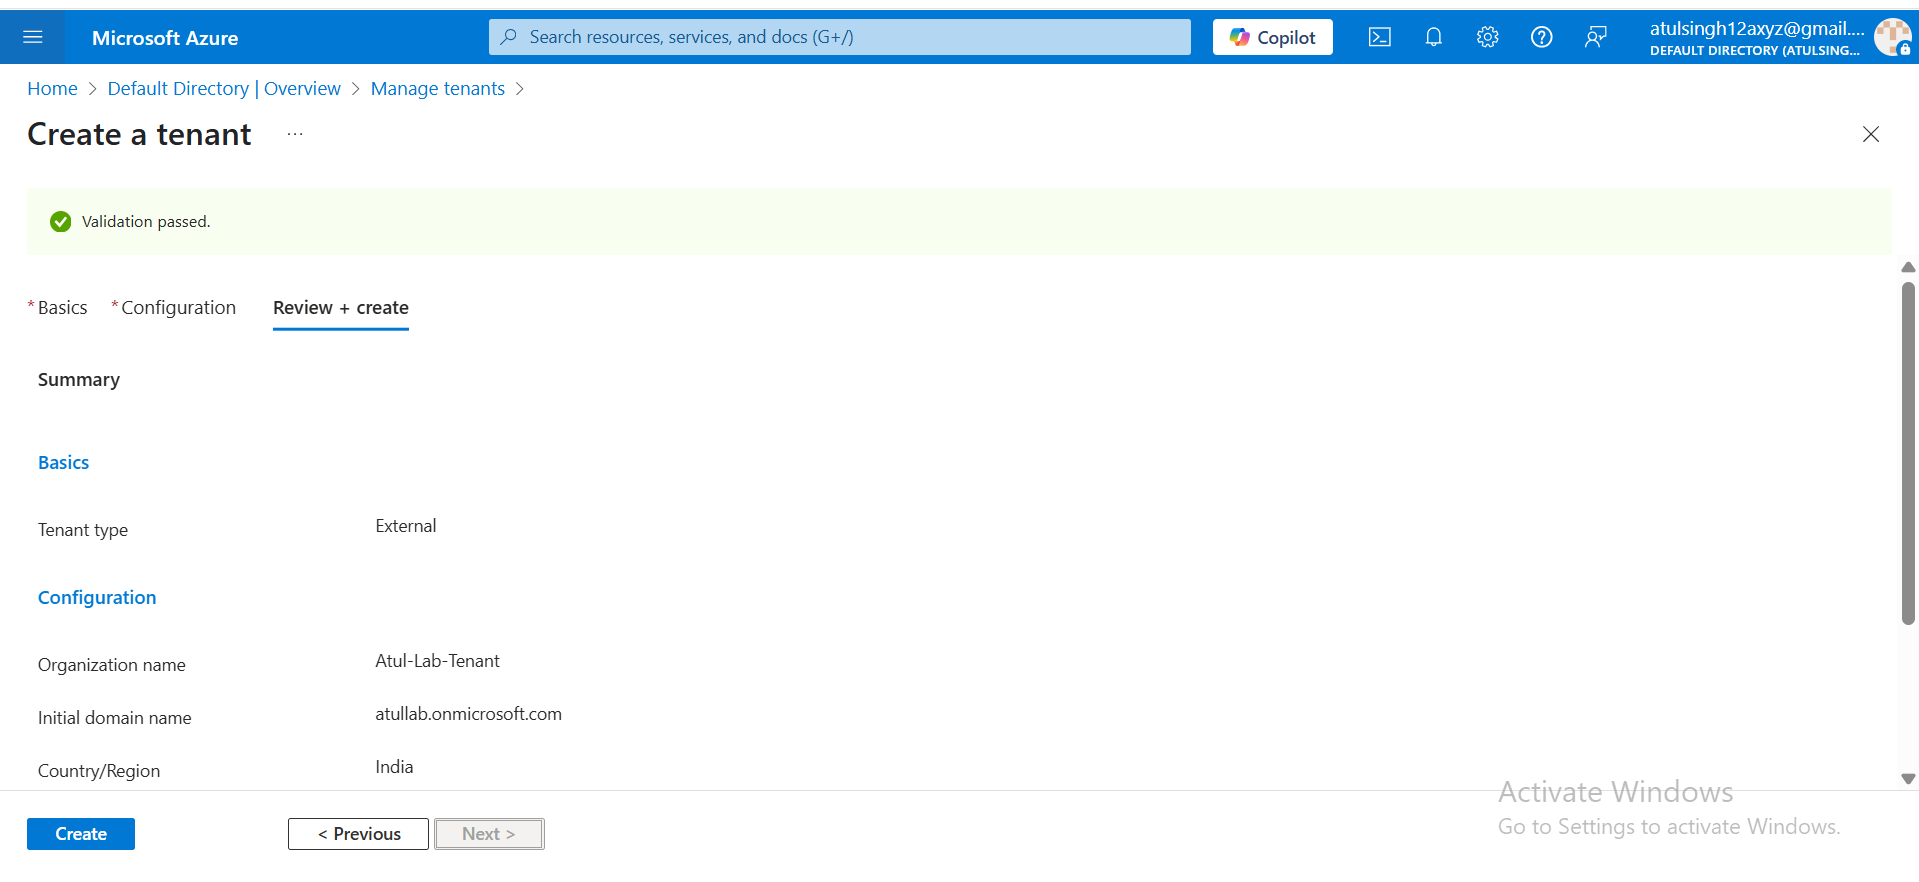 Microsoft Azure
Search resources, services, and docs (G+/)
Copilot
atulsingh12axyz@gmail....
DEFAULT DIRECTORY (ATULSING...
Home > Default Directory | Overview > Manage tenants >
Create a tenant ...
Validation passed.
* Basics * Configuration Review + create
Summary
Basics
Tenant type External
Configuration
Organization name Atul-Lab-Tenant
Initial domain name atullab.onmicrosoft.com
Country/Region India
Activate Windows
Go to Settings to activate Windows.
Create < Previous Next >